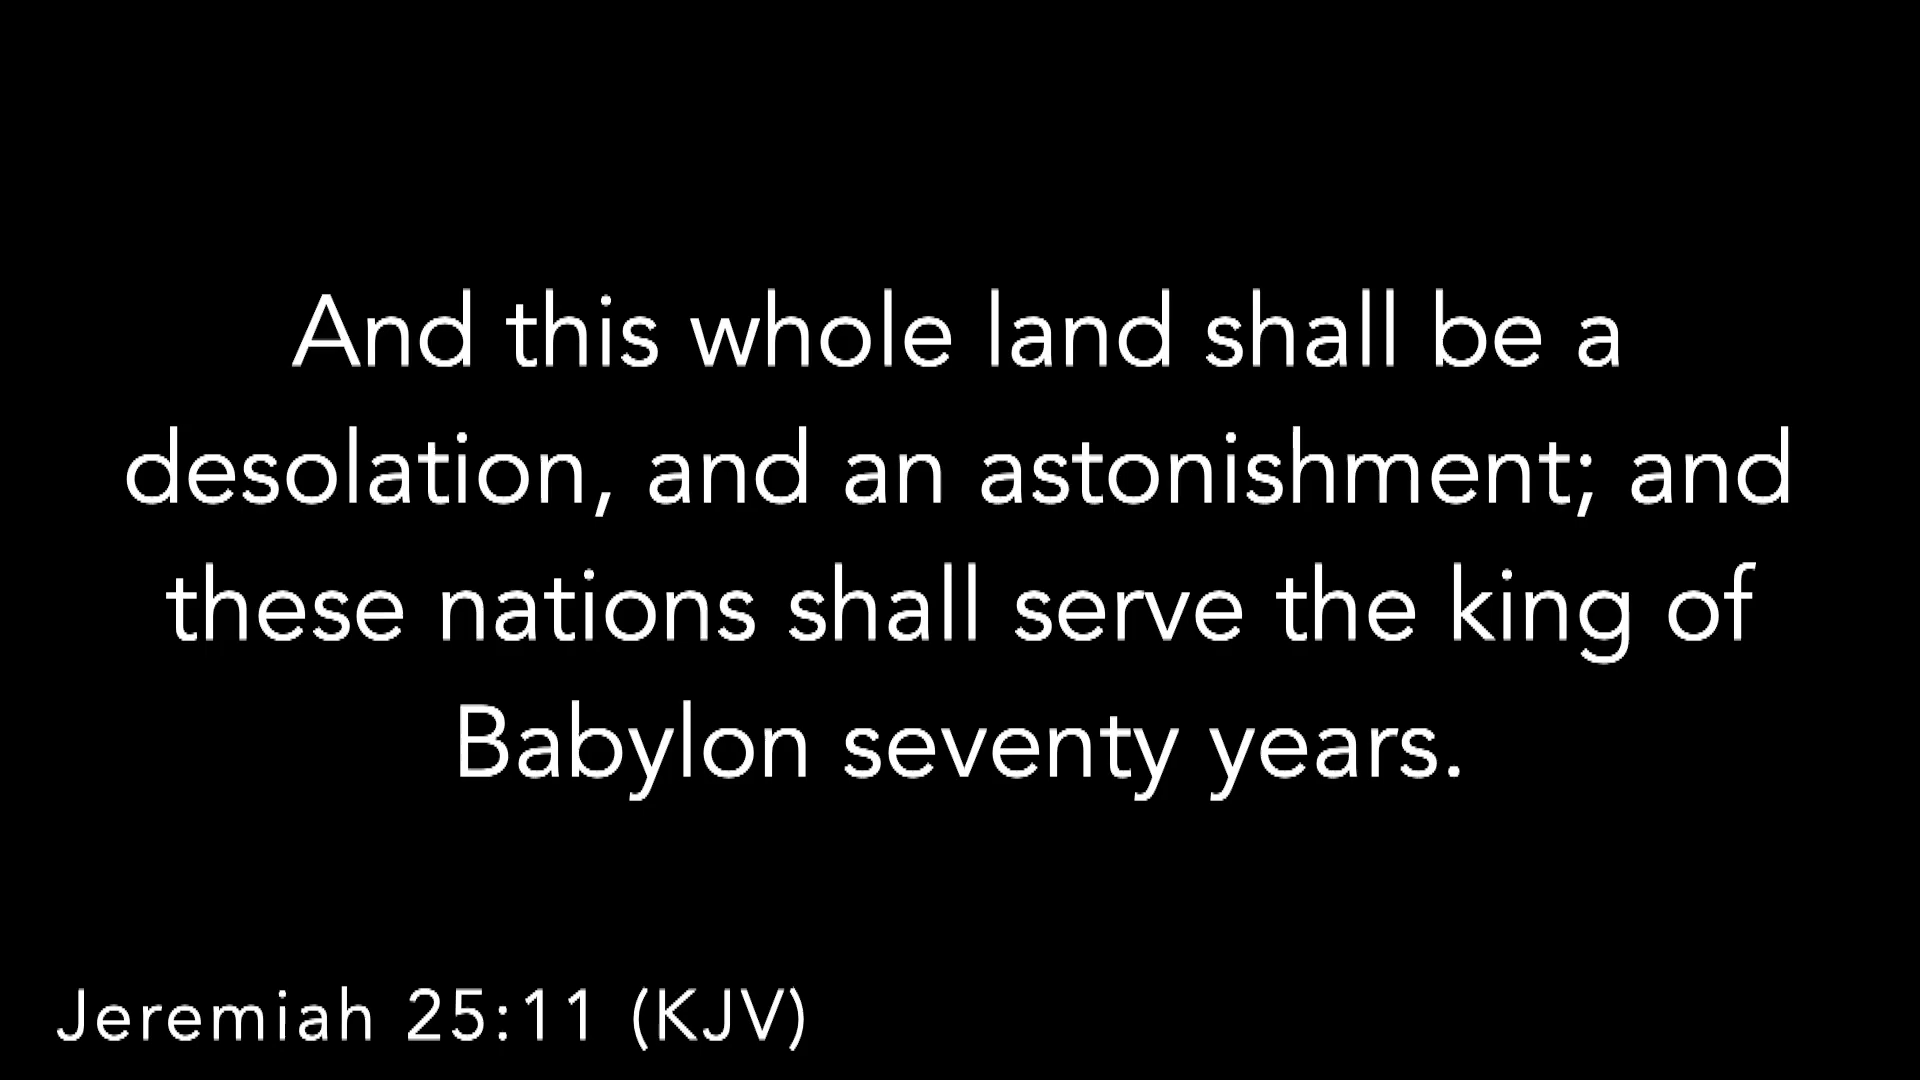 And this whole land shall be a
desolation, and an astonishment; and
these nations shall serve the king of
Babylon seventy years.
Jeremiah 25:11 (KJV)